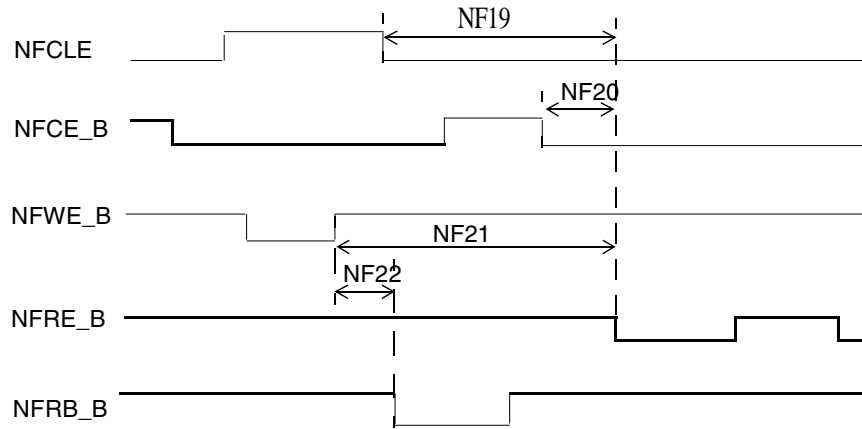 NF19
NFCLE
NF20
NFCE_B
NFWE_B
NF21
NF22
NFRE_B
NFRB_B